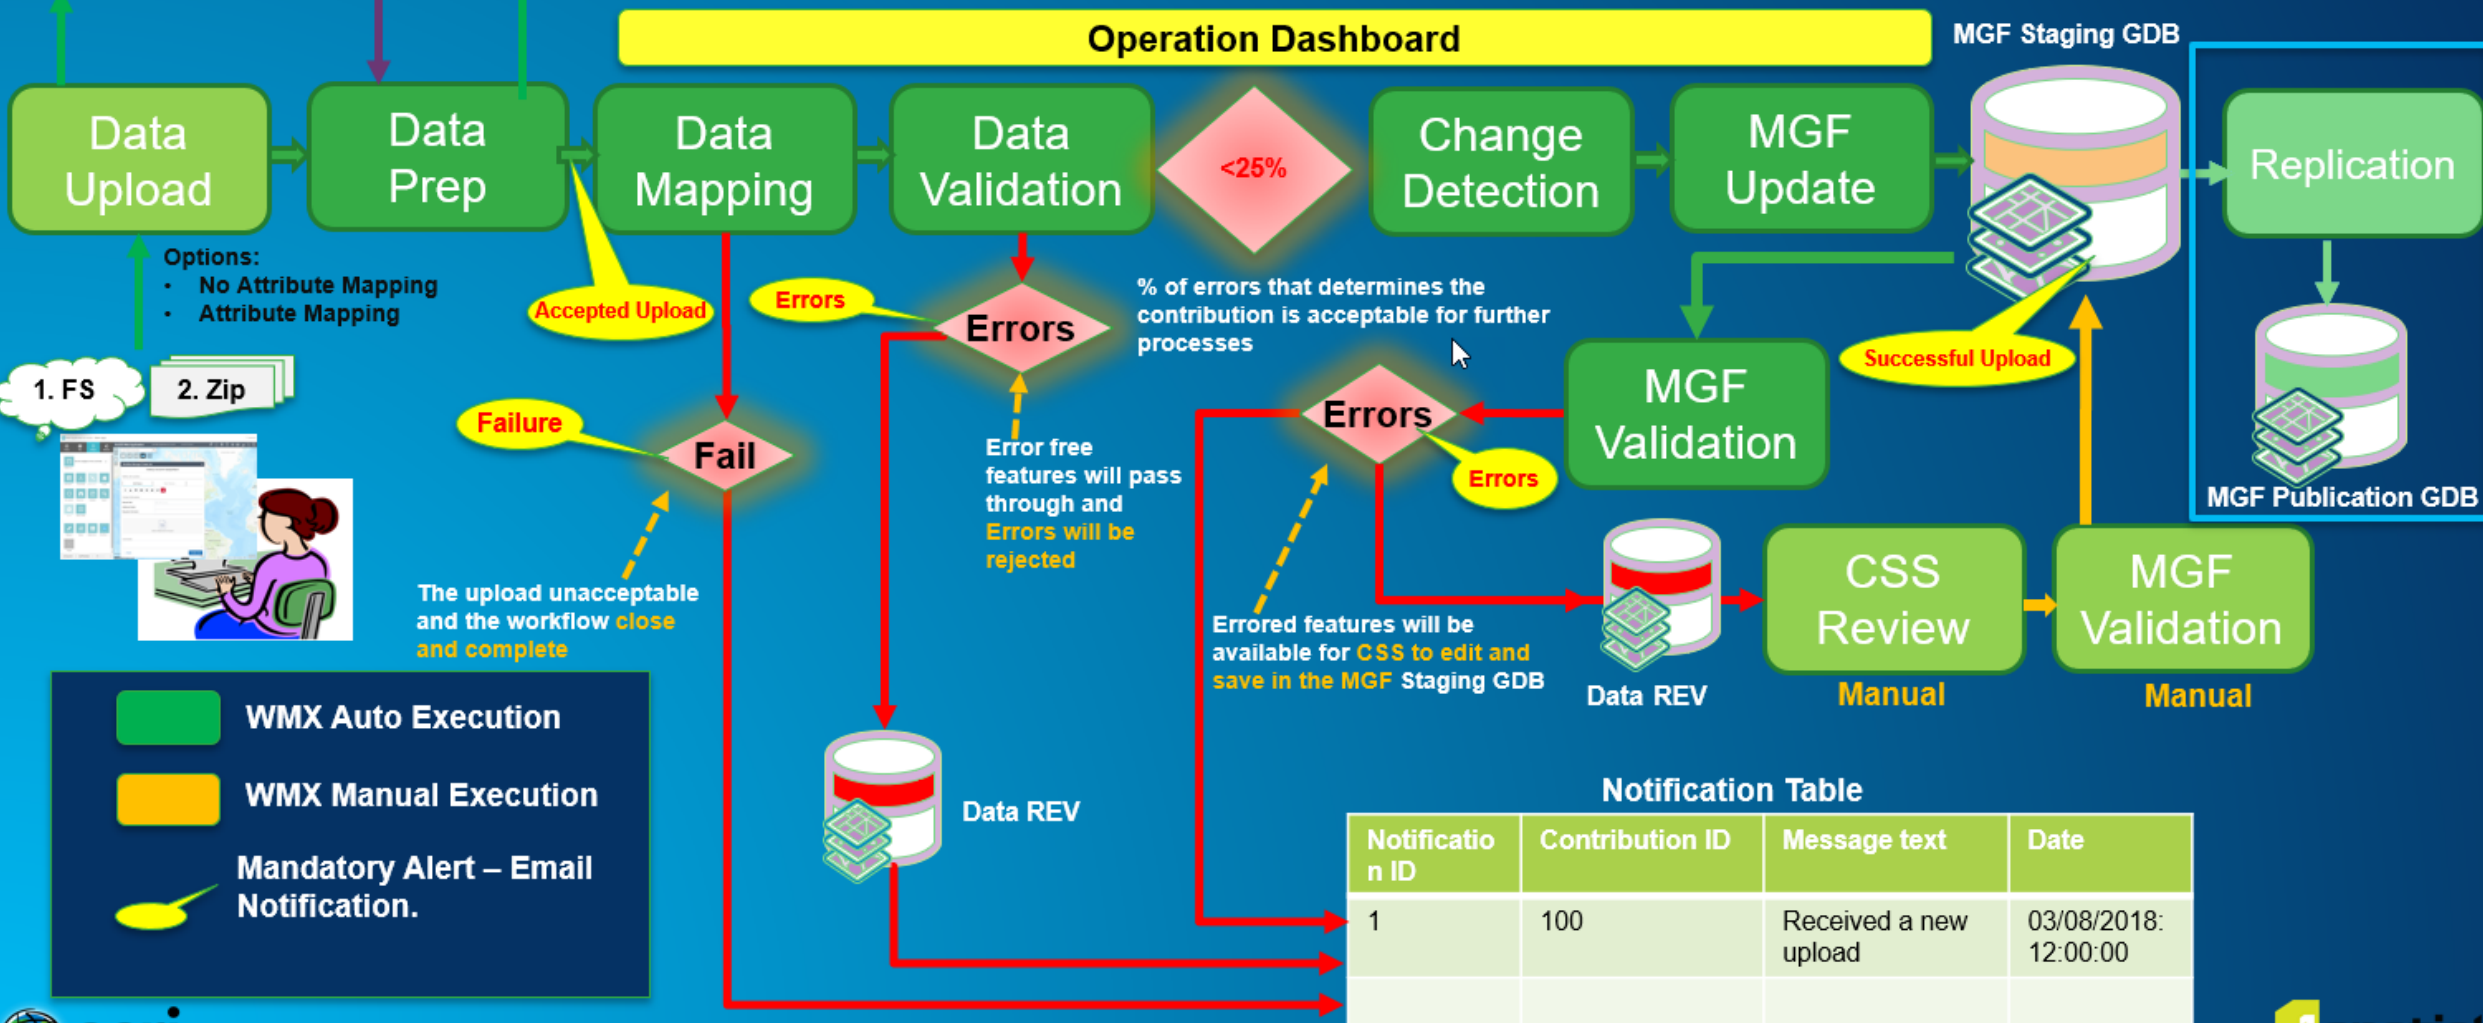 Operation Dashboard
MGF Staging GDB
Data
Upload
Data
Prep
Data
Mapping
Data
Validation
<25%
Change
Detection
MGF
Update
Replication
Options:
• No Attribute Mapping
• Attribute Mapping
Accepted Upload
Errors
Errors
% of errors that determines the
contribution is acceptable for further
processes
Successful Upload
1. FS
2. Zip
Failure
Fail
Error free
features will pass
through and
Errors will be
rejected
Errors
Errors
MGF
Validation
MGF Publication GDB
The upload unacceptable
and the workflow close
and complete
Errored features will be
available for CSS to edit and
save in the MGF Staging GDB
Data REV
CSS
Review
Manual
MGF
Validation
Manual
WMX Auto Execution
WMX Manual Execution
Mandatory Alert – Email
Notification.
Data REV
Notification Table
Notificatio
n ID
Contribution ID
Message text
Date
1
100
Received a new
upload
03/08/2018:
12:00:00